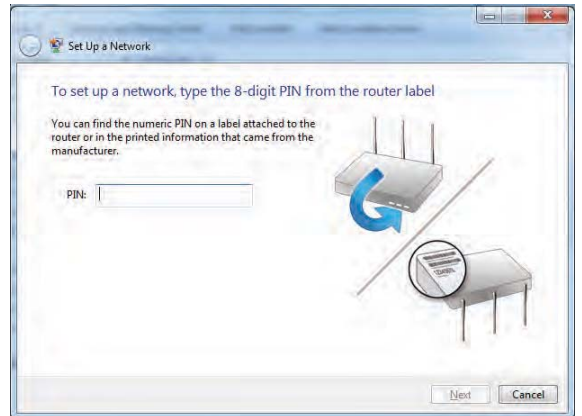 Set Up a Network
To set up a network, type the 8-digit PIN from the router label
You can find the numeric PIN on a label attached to the
router or in the printed information that came from the
manufacturer.
PIN:
Next
Cancel